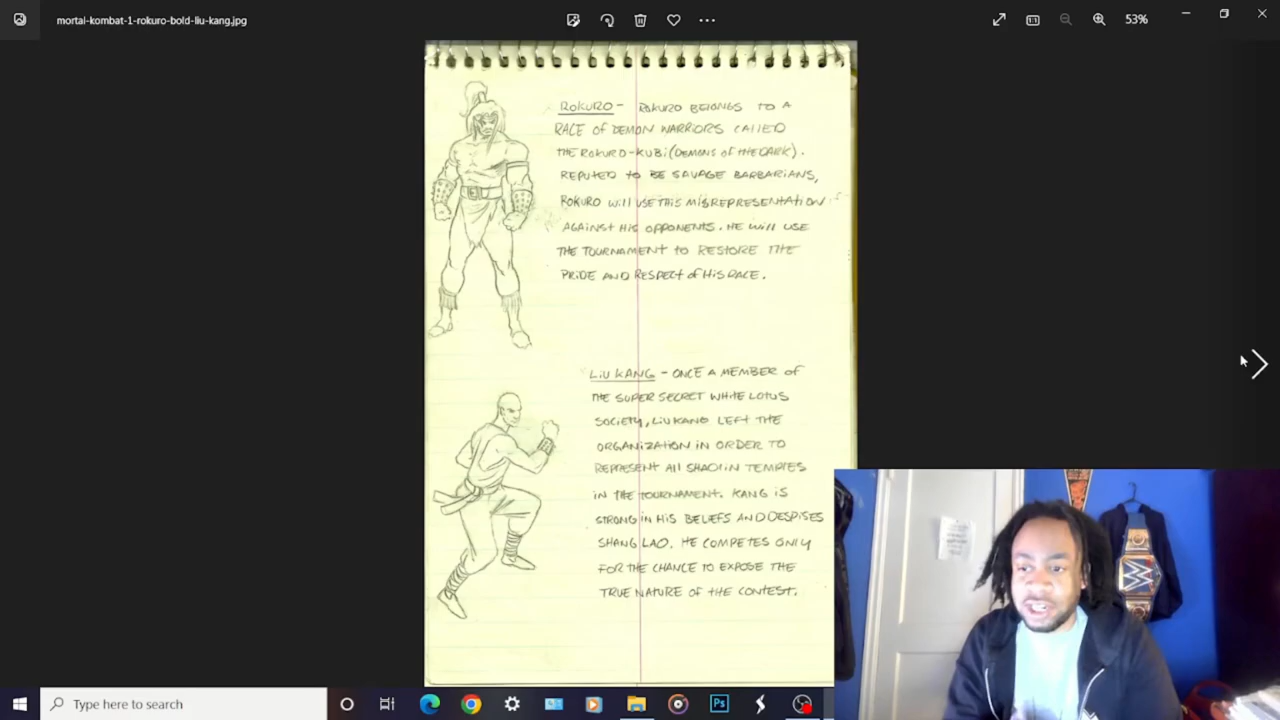 mortal-kombat-1-rokuro-bold-liu-kang.jpg
53%
ROKURO - ROKURO BELONGS TO A
RACE OF DEMON WARRIORS CALLED
THE ROKURO-KUBI (DEMONS OF THE DARK).
REPUTED TO BE SAVAGE BARBARIANS,
ROKURO WILL USE THIS MISREPRESENTATION
AGAINST HIS OPPONENTS. HE WILL USE
THE TOURNAMENT TO RESTORE THE
PRIDE AND RESPECT OF HIS RACE.
LIU KANG - ONCE A MEMBER OF
THE SUPER SECRET WHITE LOTUS
SOCIETY, LIU KANG LEFT THE
ORGANIZATION IN ORDER TO
REPRESENT All SHAOLIN TEMPLES
IN THE TOURNAMENT. KANG IS
STRONG IN HIS BELIEFS AND DESPISES
SHANG LAO. HE COMPETES ONLY
FOR THE CHANCE TO EXPOSE THE
TRUE NATURE OF THE CONTEST.
W
Type here to search
Ps